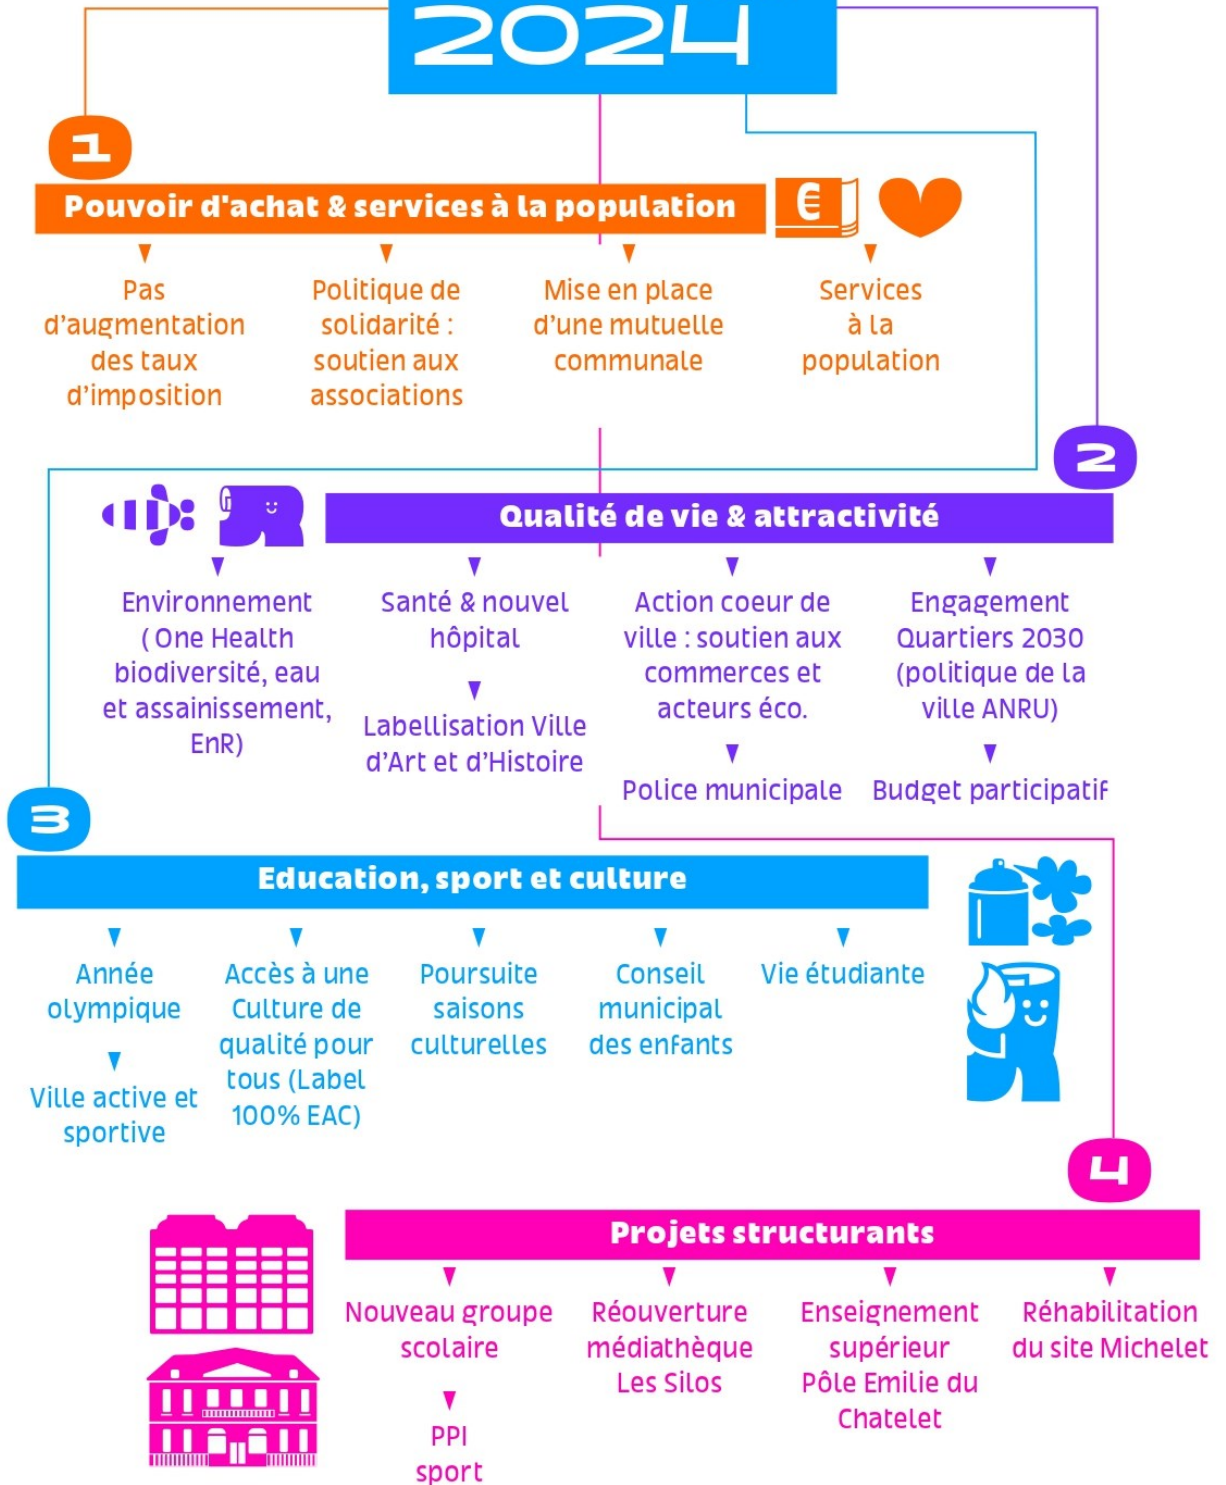 2024
1
Pouvoir d'achat & services à la population
€
Pas
d'augmentation
des taux
d'imposition
Politique de
solidarité :
soutien aux
associations
Mise en place
d'une mutuelle
communale
Services
à la
population
2
Qualité de vie & attractivité
Environnement
( One Health
biodiversité, eau
et assainissement,
EnR)
Santé & nouvel
hôpital
Labellisation Ville
d'Art et d'Histoire
Action coeur de
ville : soutien aux
commerces et
acteurs éco.
Police municipale
Engagement
Quartiers 2030
(politique de la
ville ANRU)
Budget participatif
3
Education, sport et culture
Année
olympique
Ville active et
sportive
Accès à une
Culture de
qualité pour
tous (Label
100% EAC)
Poursuite
saisons
culturelles
Conseil
municipal
des enfants
Vie étudiante
4
Projets structurants
Nouveau groupe
scolaire
PPI
sport
Réouverture
médiathèque
Les Silos
Enseignement
supérieur
Pôle Emilie du
Chatelet
Réhabilitation
du site Michelet